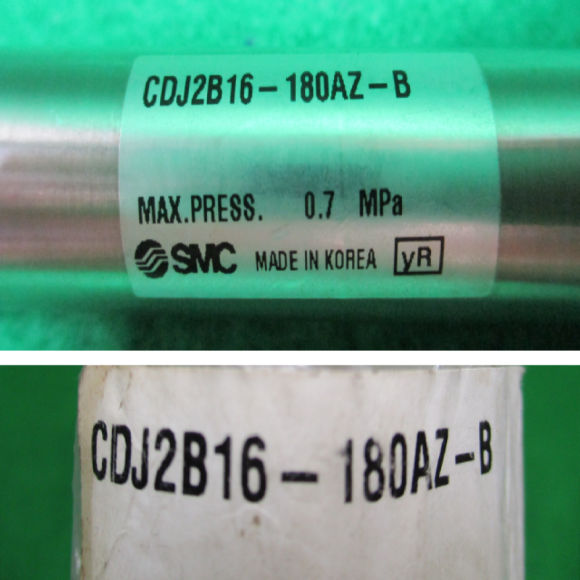 CDJ2B16-180AZ-B
MAX.PRESS. 0.7 MPa
SMC MADE IN KOREA yR
CDJ2B16-180AZ-B